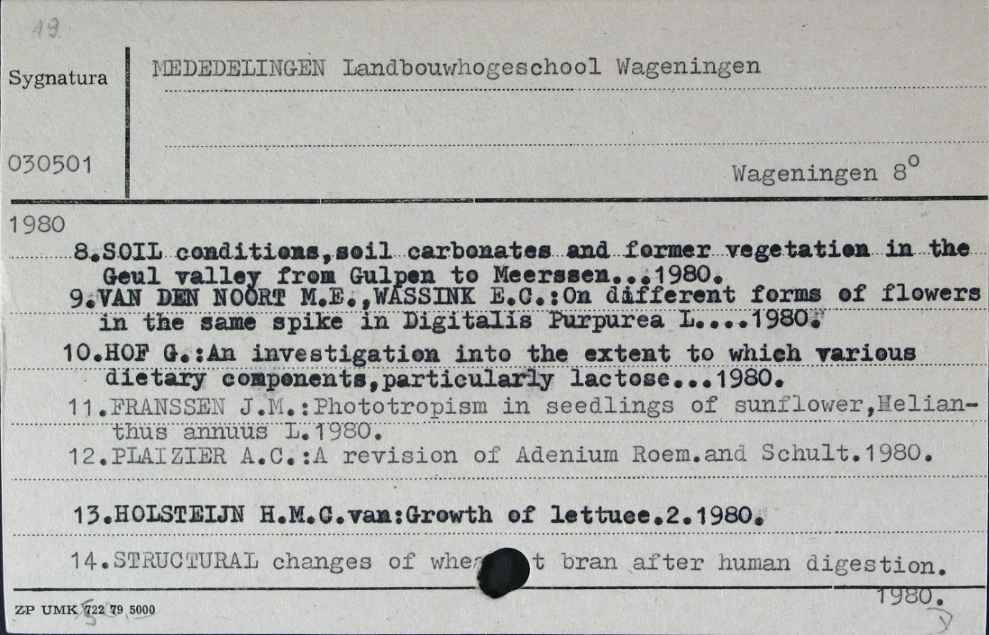 19
Sygnatura
MEDEDELINGEN Landbouwhogeschool Wageningen
030501
Wageningen 8°
1980
8.SOIL conditions,soil carbonates and former vegetation in the
Geul valley from Gulpen to Meerssen...1980.
9.VAN DEN NOORT M.E.,WASSINK E.C.:On different forms of flowers
in the same spike in Digitalis Purpurea L....1980.
10.HOF G.:An investigation into the extent to which various
dietary components,particularly lactose...1980.
11.FRANSSEN J.M.:Phototropism in seedlings of sunflower,Helian-
thus annuus L.1980.
12.PLAIZIER A.C.:A revision of Adenium Roem.and Schult.1980.
13.HOLSTEIJN H.M.C.van:Growth of lettuce.2.1980.
14.STRUCTURAL changes of wheat bran after human digestion.
1980.
ZP UMK 722 79 5000